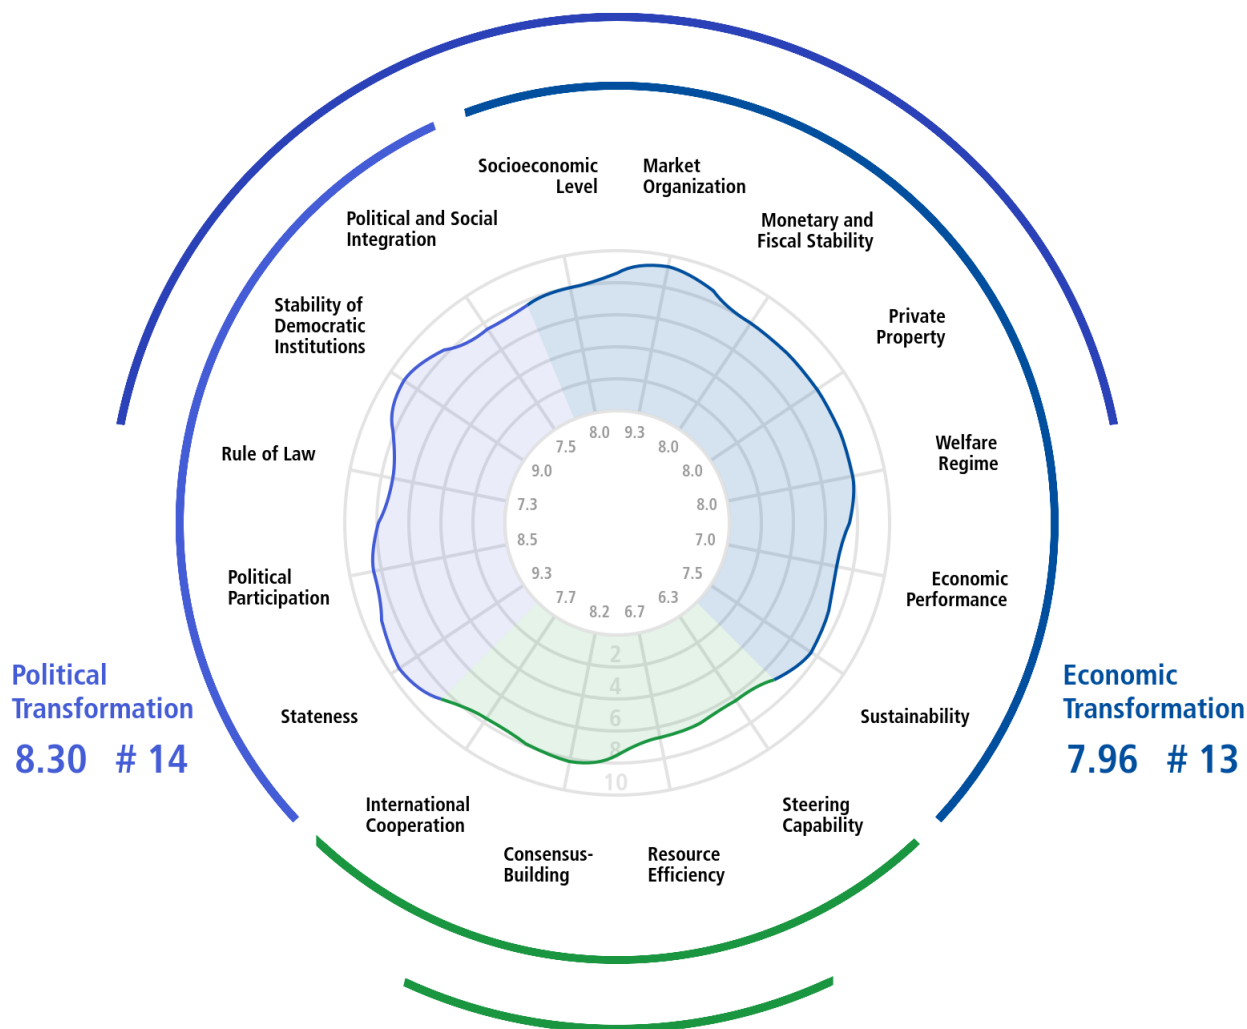 Socioeconomic
Level
Market
Organization
Political and Social
Integration
Monetary and
Fiscal Stability
Stability of
Democratic
Institutions
Private
Property
Rule of Law
Welfare
Regime
Political
Participation
Economic
Performance
Stateness
Sustainability
International
Cooperation
Steering
Capability
Consensus-
Building
Resource
Efficiency
8.0 9.3
7.5 8.0
9.0 8.0
7.3 8.0
8.5 7.0
9.3 7.5
7.7 6.3
8.2 6.7
2
4
6
8
10
Political
Transformation
8.30 # 14
Economic
Transformation
7.96 # 13